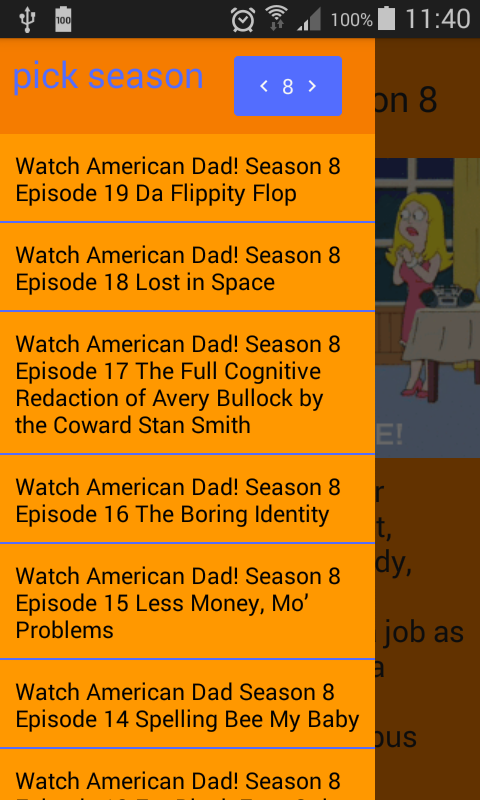 100
100% 11:40
pick season
< 8 >
on 8
Watch American Dad! Season 8
Episode 19 Da Flippity Flop
Watch American Dad! Season 8
Episode 18 Lost in Space
Watch American Dad! Season 8
Episode 17 The Full Cognitive
Redaction of Avery Bullock by
the Coward Stan Smith
E!
Watch American Dad! Season 8
Episode 16 The Boring Identity
r
t,
dy,
Watch American Dad! Season 8
Episode 15 Less Money, Mo’
Problems
job as
a
Watch American Dad Season 8
Episode 14 Spelling Bee My Baby
ous
Watch American Dad! Season 8